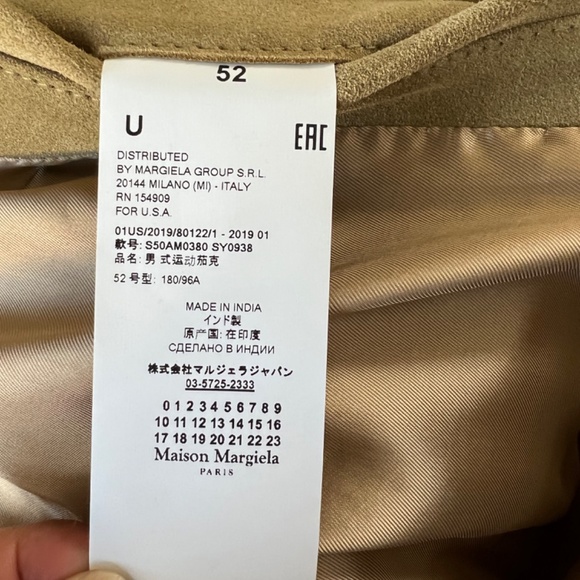 52
U EAC
DISTRIBUTED
BY MARGIELA GROUP S.R.L.
20144 MILANO (MI) - ITALY
RN 154909
FOR U.S.A.
01US/2019/80122/1 - 2019 01
款号: S50AM0380 SY0938
品名: 男式运动茄克
52 号型: 180/96A
MADE IN INDIA
インド製
原产国: 在印度
СДЕЛАНО В ИНДИИ
株式会社マルジェラジャパン
03-5725-2333
0 1 2 3 4 5 6 7 8 9
10 11 12 13 14 15 16
17 18 19 20 21 22 23
Maison Margiela
PARIS